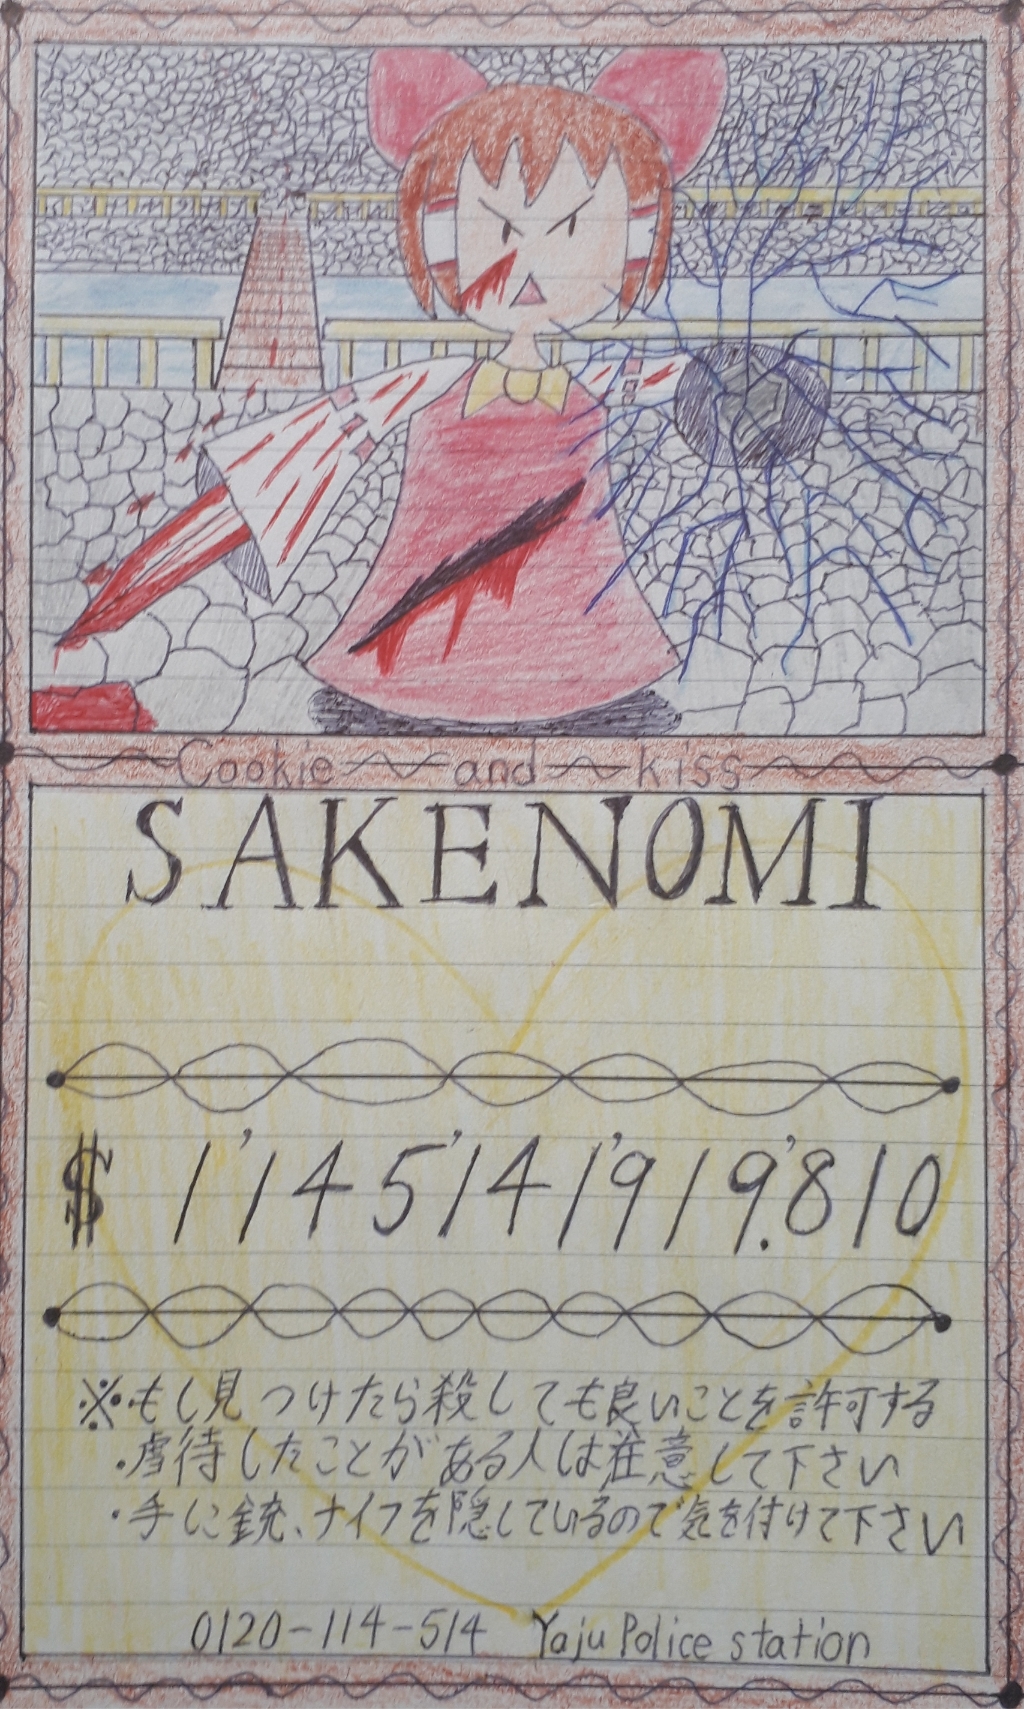 Cookie and kiss
SAKENOMI
$ 1'145'141'919.'810
※・もし見つけたら殺しても良いことを許可する
・虐待したことがある人は注意して下さい
・手に銃、ナイフを隠しているので気を付けて下さい
0120-114-514 Yaju Police station